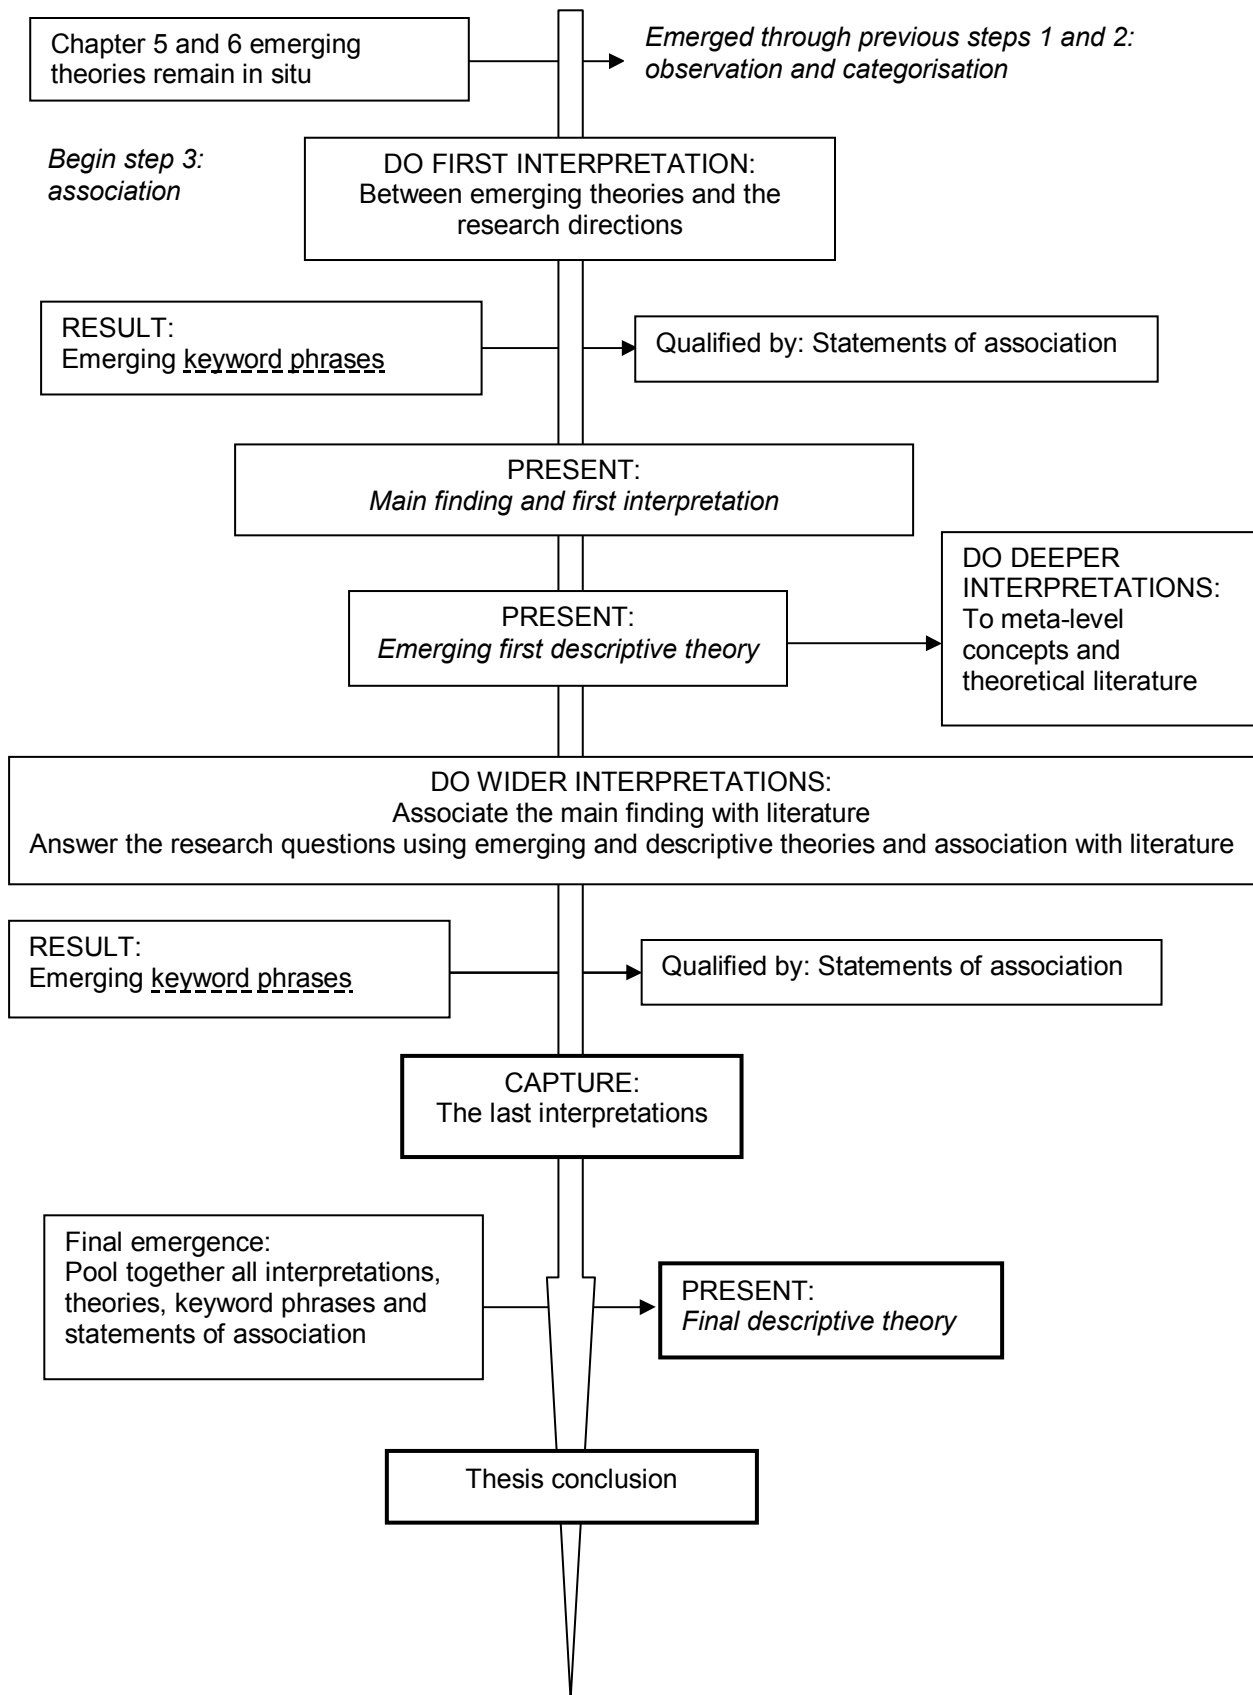 Chapter 5 and 6 emerging
theories remain in situ
Emerged through previous steps 1 and 2:
observation and categorisation
Begin step 3:
association
DO FIRST INTERPRETATION:
Between emerging theories and the
research directions
RESULT:
Emerging keyword phrases
Qualified by: Statements of association
PRESENT:
Main finding and first interpretation
PRESENT:
Emerging first descriptive theory
DO DEEPER
INTERPRETATIONS:
To meta-level
concepts and
theoretical literature
DO WIDER INTERPRETATIONS:
Associate the main finding with literature
Answer the research questions using emerging and descriptive theories and association with literature
RESULT:
Emerging keyword phrases
Qualified by: Statements of association
CAPTURE:
The last interpretations
Final emergence:
Pool together all interpretations,
theories, keyword phrases and
statements of association
PRESENT:
Final descriptive theory
Thesis conclusion